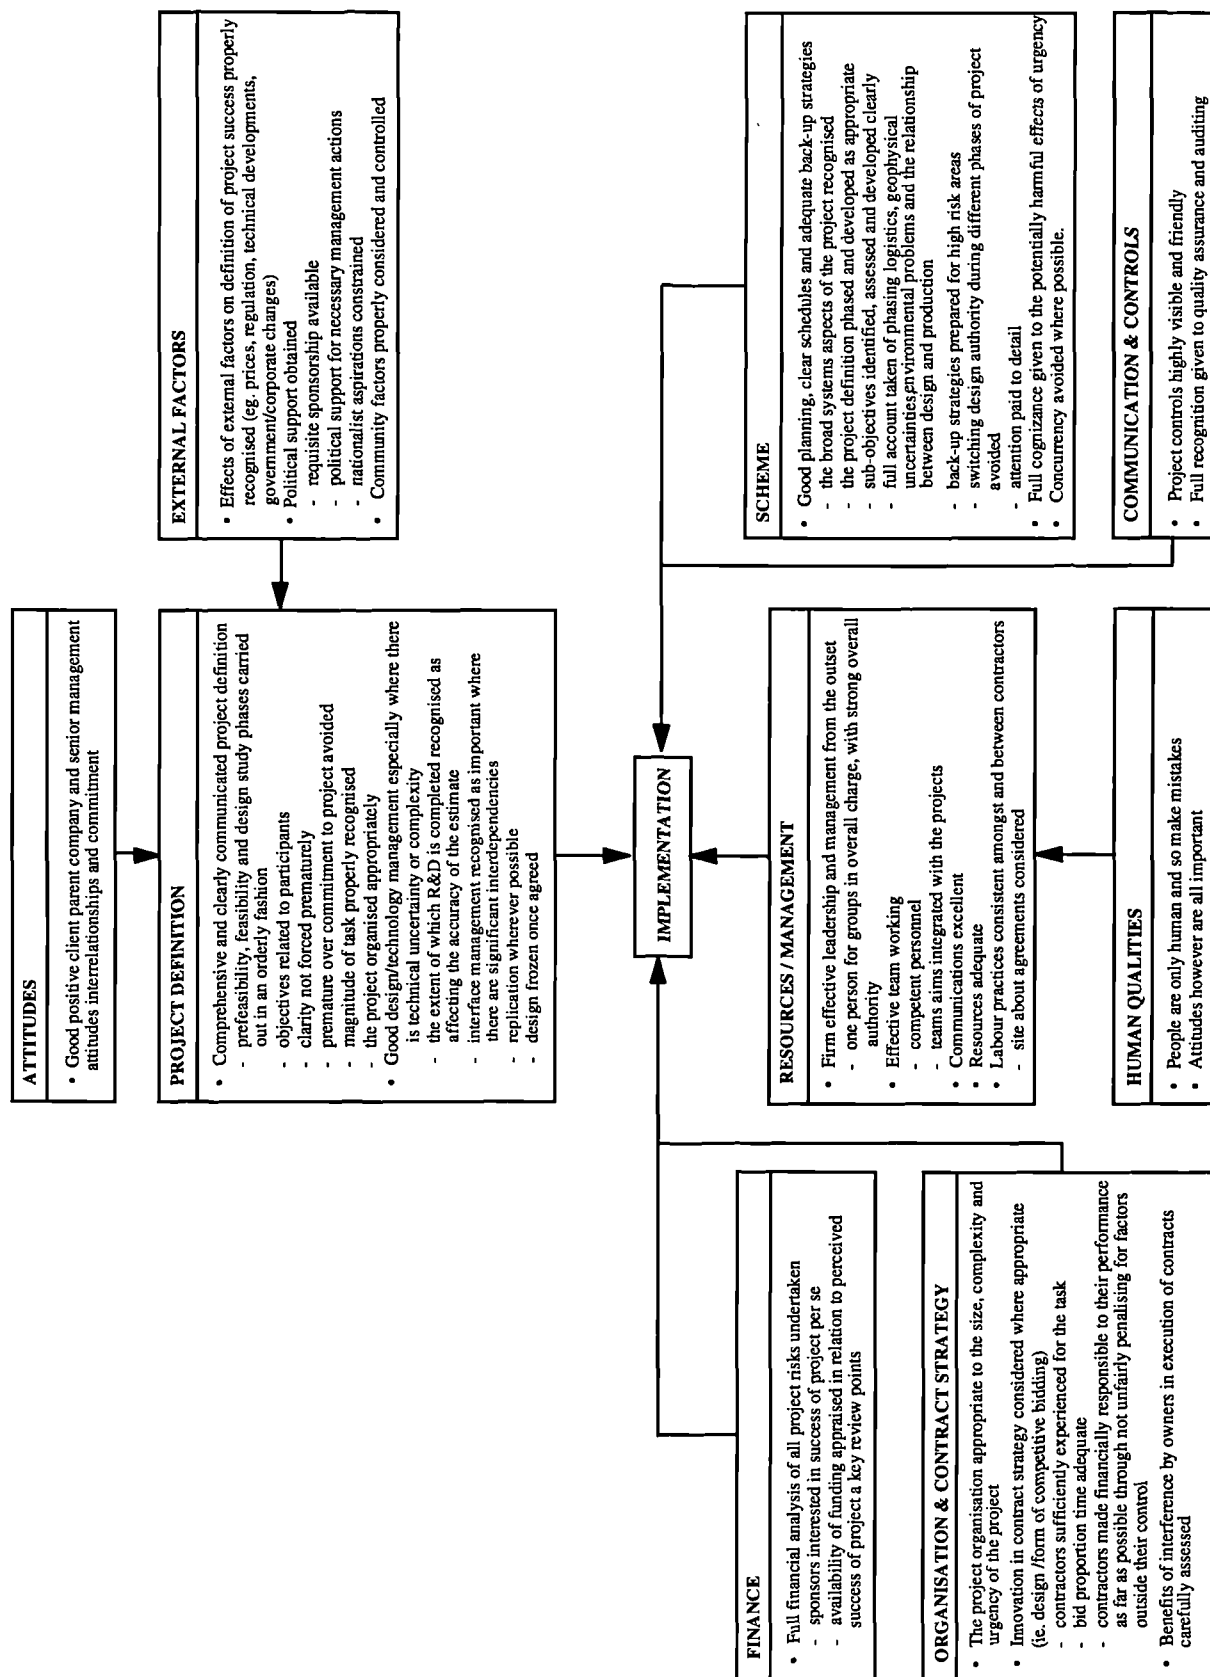 ATTITUDES
• Good positive client parent company and senior management
attitudes interrelationships and commitment
PROJECT DEFINITION
• Comprehensive and clearly communicated project definition
- prefeasibility, feasibility and design study phases carried
out in an orderly fashion
- objectives related to participants
- clarity not forced prematurely
- premature over commitment to project avoided
- magnitude of task properly recognised
- the project organised appropriately
• Good design/technology management especially where there
is technical uncertainty or complexity
- the extent of which R&D is completed recognised as
affecting the accuracy of the estimate
- interface management recognised as important where
there are significant interdependencies
- replication wherever possible
- design frozen once agreed
EXTERNAL FACTORS
• Effects of external factors on definition of project success properly
recognised (eg. prices, regulation, technical developments,
government/corporate changes)
• Political support obtained
- requisite sponsorship available
- political support for necessary management actions
- nationalist aspirations constrained
• Community factors properly considered and controlled
IMPLEMENTATION
FINANCE
• Full financial analysis of all project risks undertaken
- sponsors interested in success of project per se
- availability of funding appraised in relation to perceived
success of project a key review points
RESOURCES / MANAGEMENT
• Firm effective leadership and management from the outset
- one person for groups in overall charge, with strong overall
authority
• Effective team working
- competent personnel
- teams aims integrated with the projects
• Communications excellent
• Resources adequate
• Labour practices consistent amongst and between contractors
- site about agreements considered
SCHEME
• Good planning, clear schedules and adequate back-up strategies
- the broad systems aspects of the project recognised
- the project definition phased and developed as appropriate
- sub-objectives identified, assessed and developed clearly
- full account taken of phasing logistics, geophysical
uncertainties,environmental problems and the relationship
between design and production
- back-up strategies prepared for high risk areas
- switching design authority during different phases of project
avoided
- attention paid to detail
• Full cognizance given to the potentially harmful effects of urgency
• Concurrency avoided where possible.
ORGANISATION & CONTRACT STRATEGY
• The project organisation appropriate to the size, complexity and
urgency of the project
• Innovation in contract strategy considered where appropriate
(ie. design /form of competitive bidding)
- contractors sufficiently experienced for the task
- bid proportion time adequate
- contractors made financially responsible to their performance
as far as possible through not unfairly penalising for factors
outside their control
• Benefits of interference by owners in execution of contracts
carefully assessed
HUMAN QUALITIES
• People are only human and so make mistakes
• Attitudes however are all important
COMMUNICATION & CONTROLS
• Project controls highly visible and friendly
• Full recognition given to quality assurance and auditing